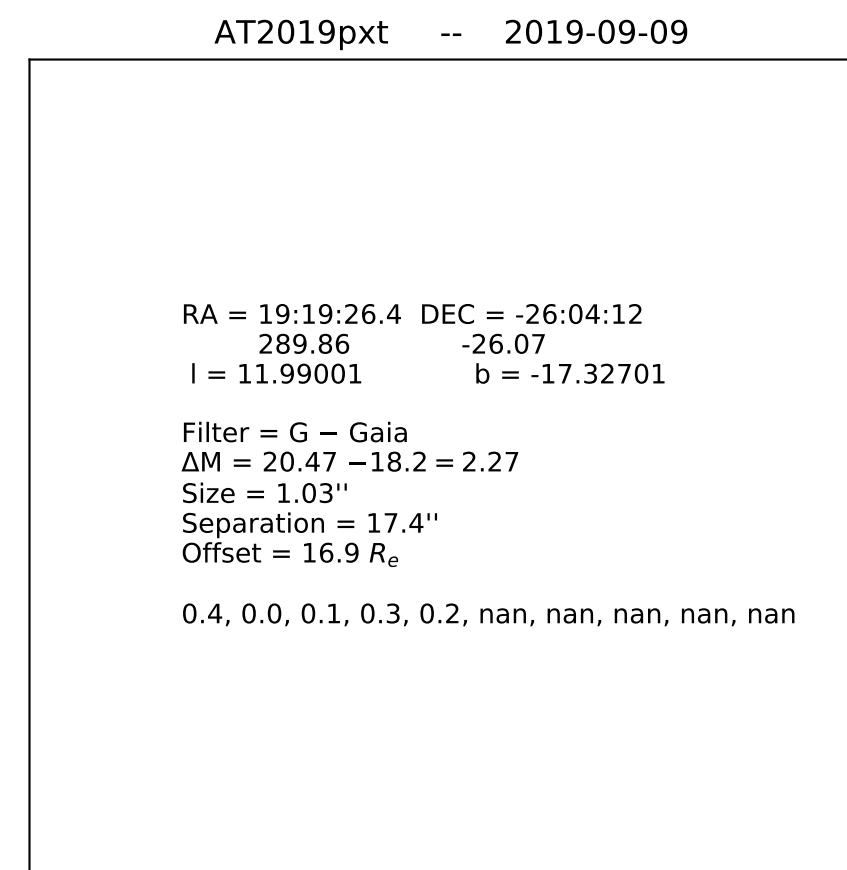 AT2019pxt -- 2019-09-09
RA = 19:19:26.4 DEC = -26:04:12
289.86 -26.07
l = 11.99001 b = -17.32701
Filter = G − Gaia
ΔM = 20.47 −18.2 = 2.27
Size = 1.03''
Separation = 17.4''
Offset = 16.9 Re
0.4, 0.0, 0.1, 0.3, 0.2, nan, nan, nan, nan, nan